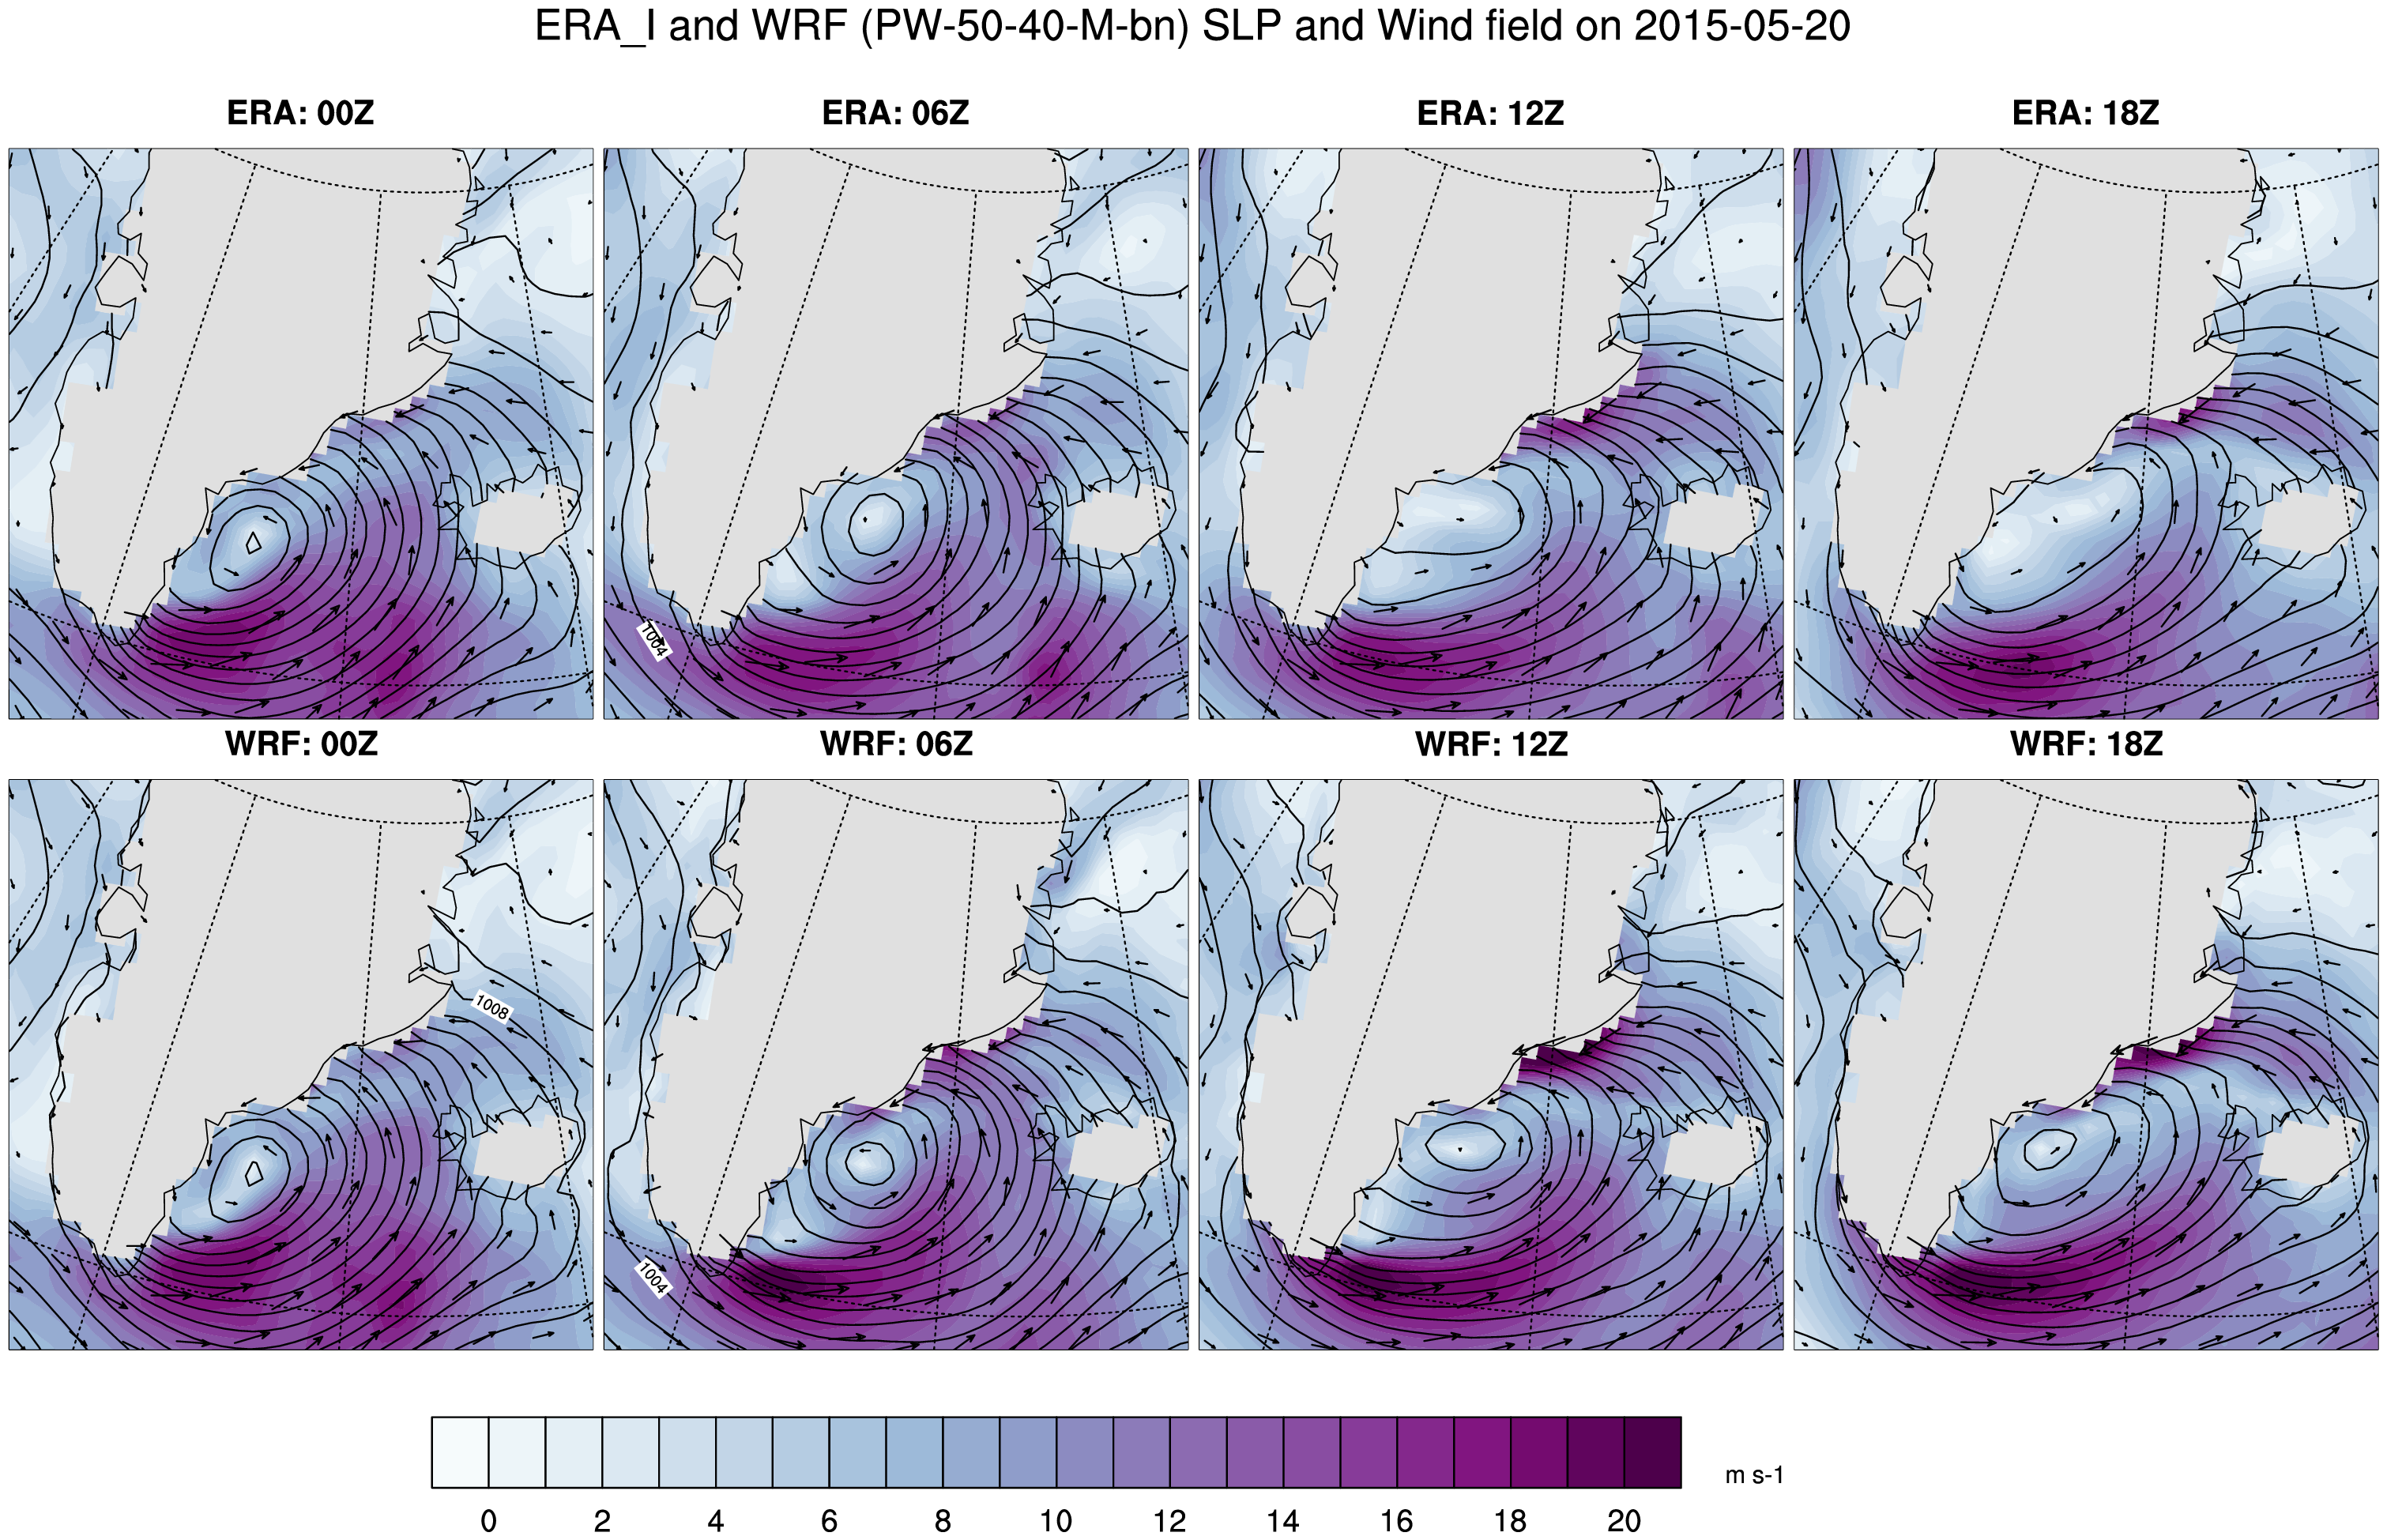 ERA_I and WRF (PW-50-40-M-bn) SLP and Wind field on 2015-05-20
ERA: 00Z
ERA: 06Z
ERA: 12Z
ERA: 18Z
1004
WRF: 00Z
WRF: 06Z
WRF: 12Z
WRF: 18Z
1008
1004
m s-1
0 2 4 6 8 10 12 14 16 18 20